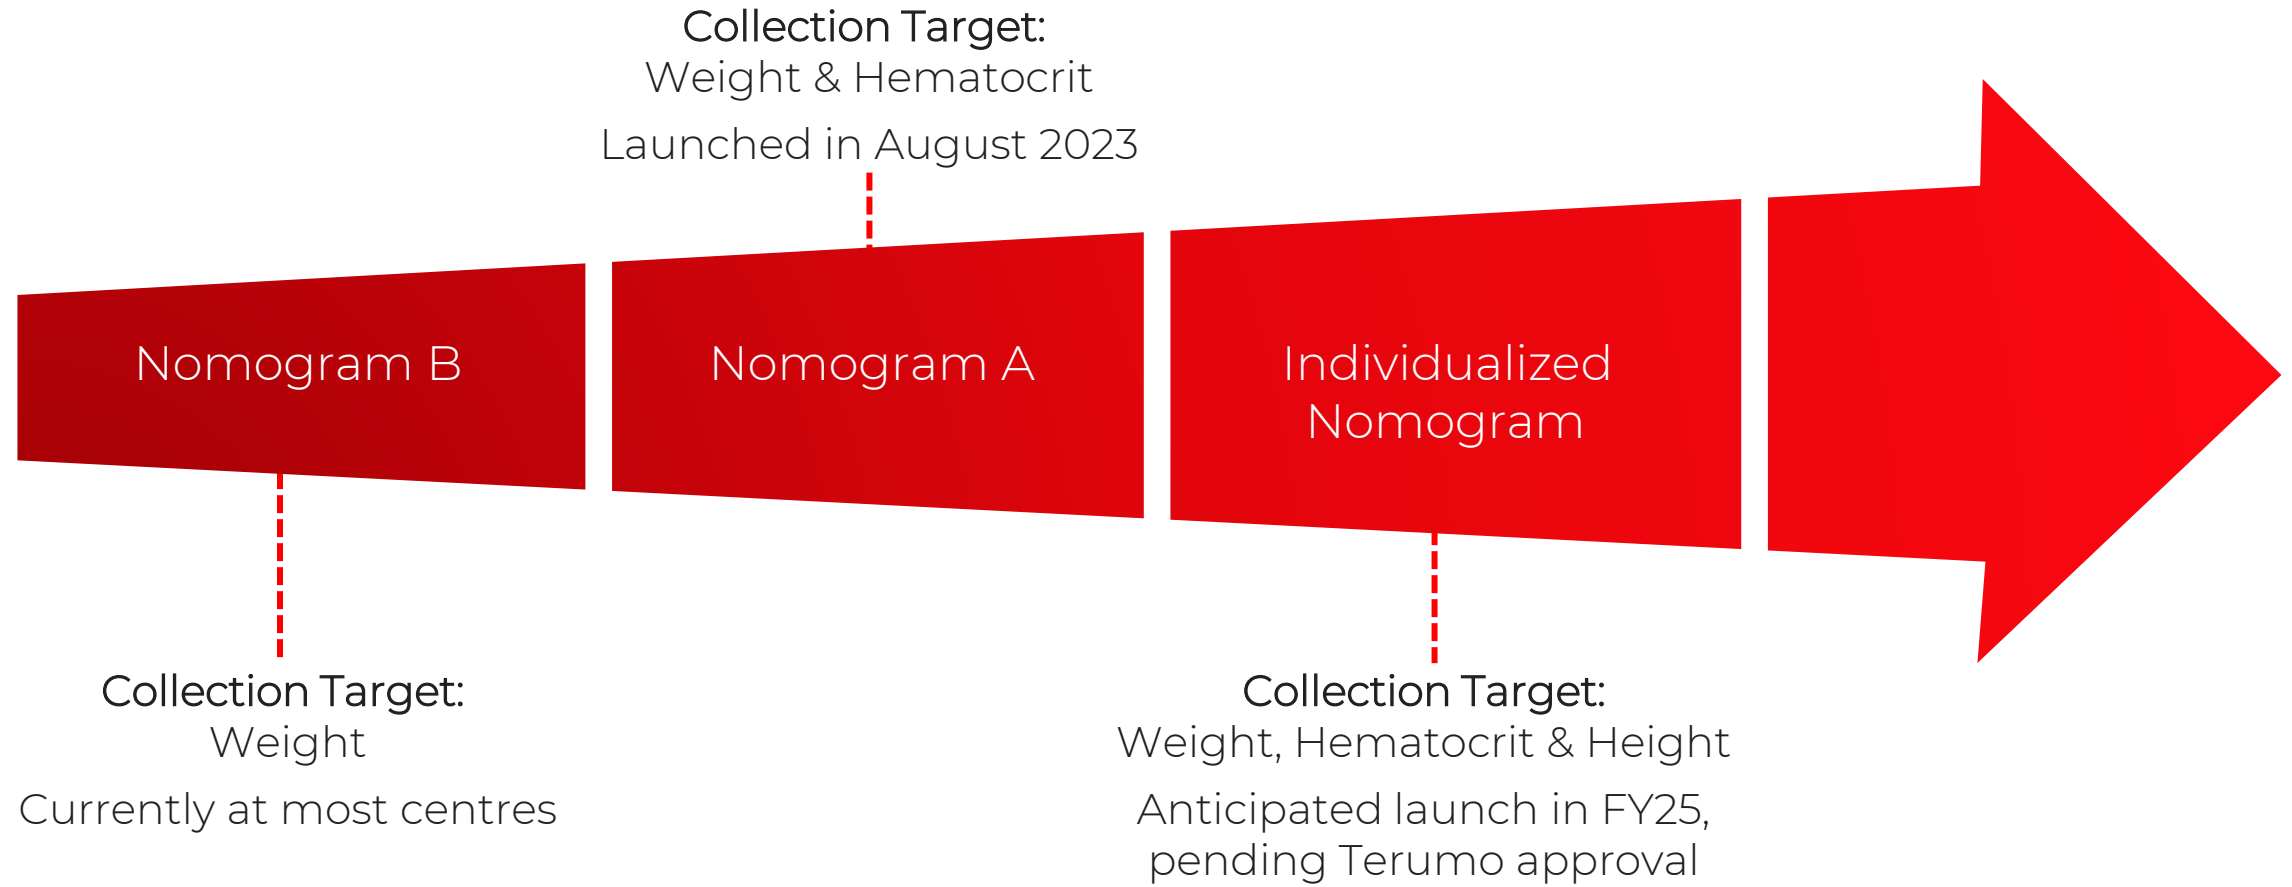 Collection Target:
Weight & Hematocrit
Launched in August 2023
Nomogram B
Nomogram A
Individualized
Nomogram
Collection Target:
Weight
Currently at most centres
Collection Target:
Weight, Hematocrit & Height
Anticipated launch in FY25,
pending Terumo approval